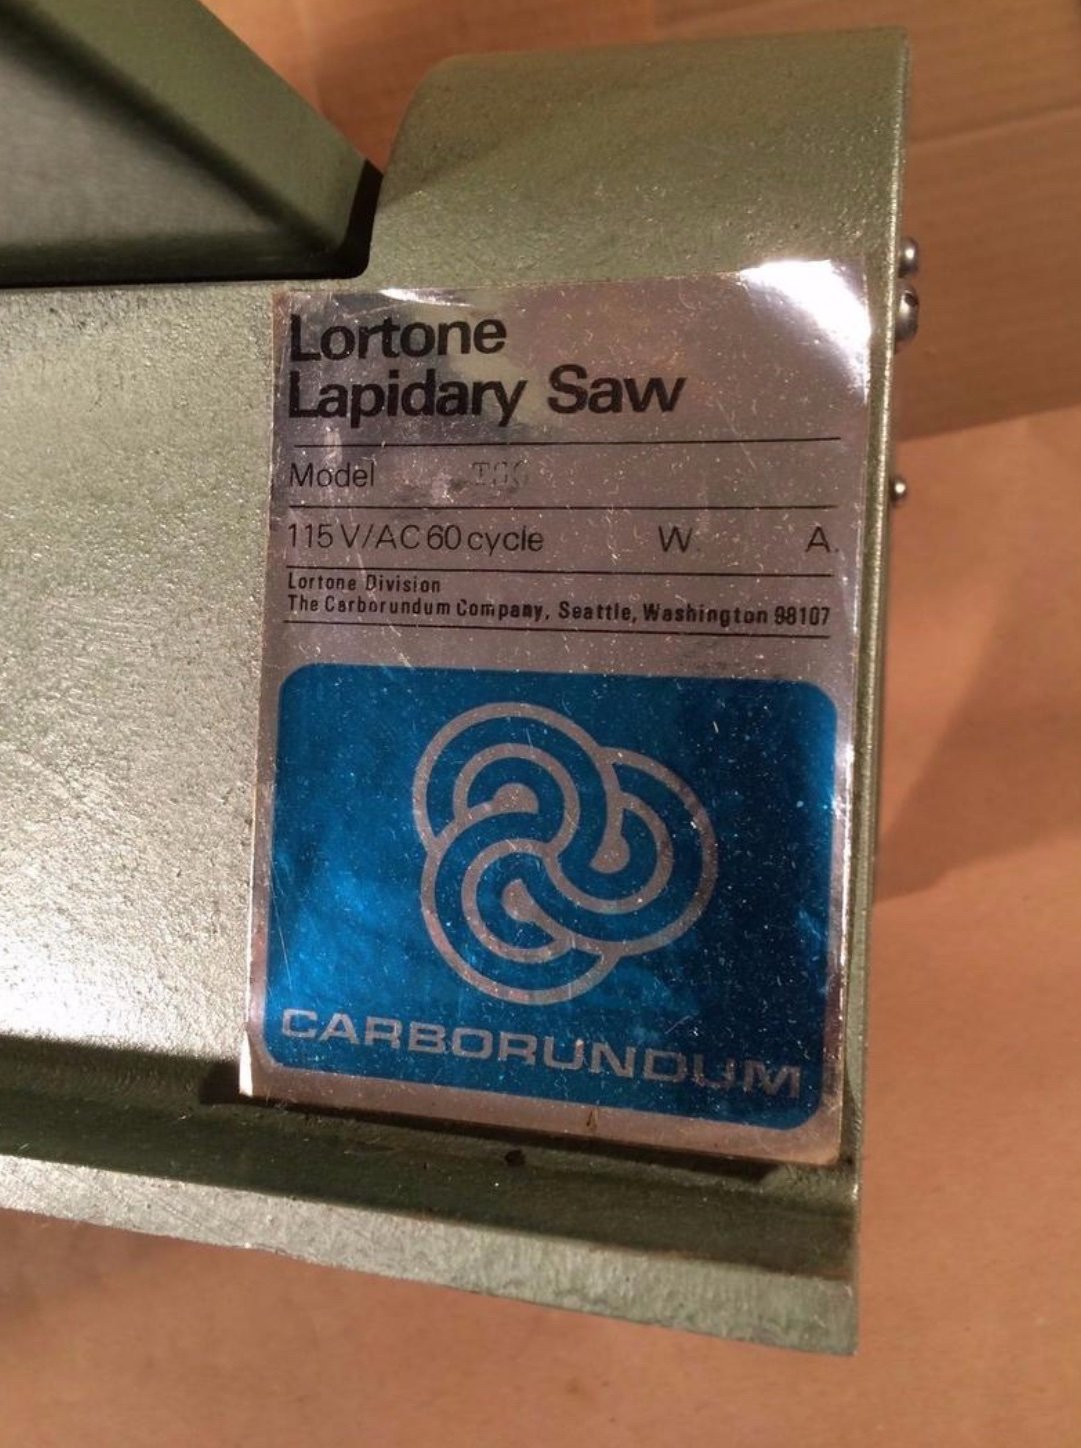 Lortone
Lapidary Saw
Model
115 V/AC 60 cycle W. A.
Lortone Division
The Carborundum Company, Seattle, Washington 98107
CARBORUNDUM